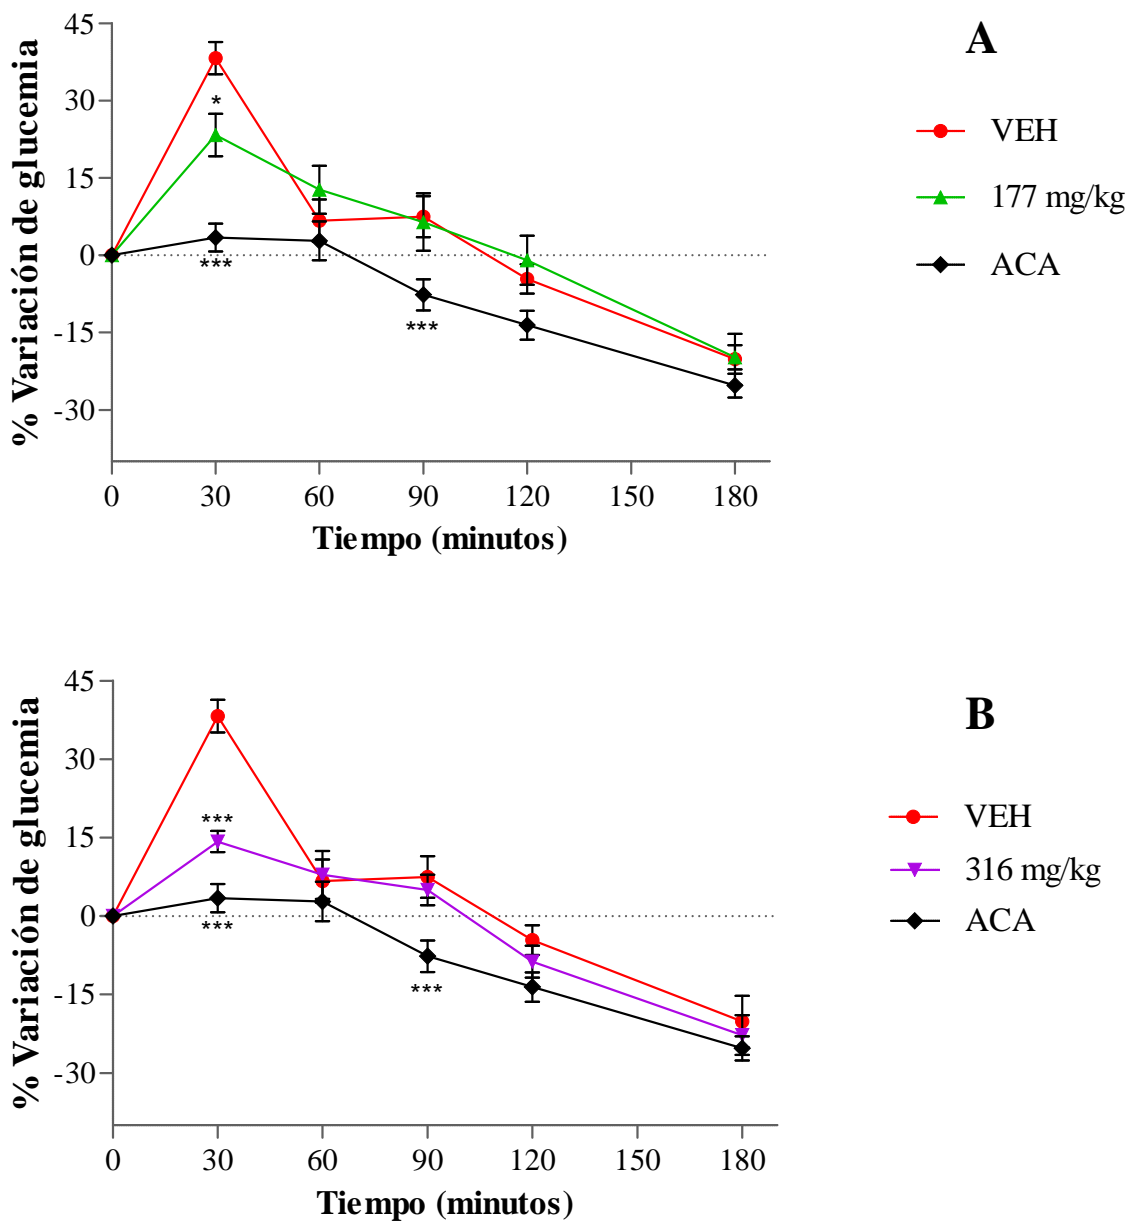 A
% Variación de glucemia
45
30
15
0
-15
-30
*
***
***
0 30 60 90 120 150 180
Tiempo (minutos)
VEH
177 mg/kg
ACA
B
% Variación de glucemia
45
30
15
0
-15
-30
***
***
***
0 30 60 90 120 150 180
Tiempo (minutos)
VEH
316 mg/kg
ACA